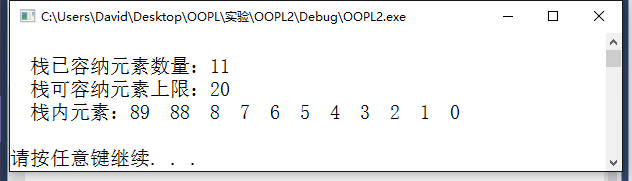 C:\Users\David\Desktop\OOPL\实验\OOPL2\Debug\OOPL2.exe
栈已容纳元素数量：11
栈可容纳元素上限：20
栈内元素：89  88  8  7  6  5  4  3  2  1  0
请按任意键继续. . .